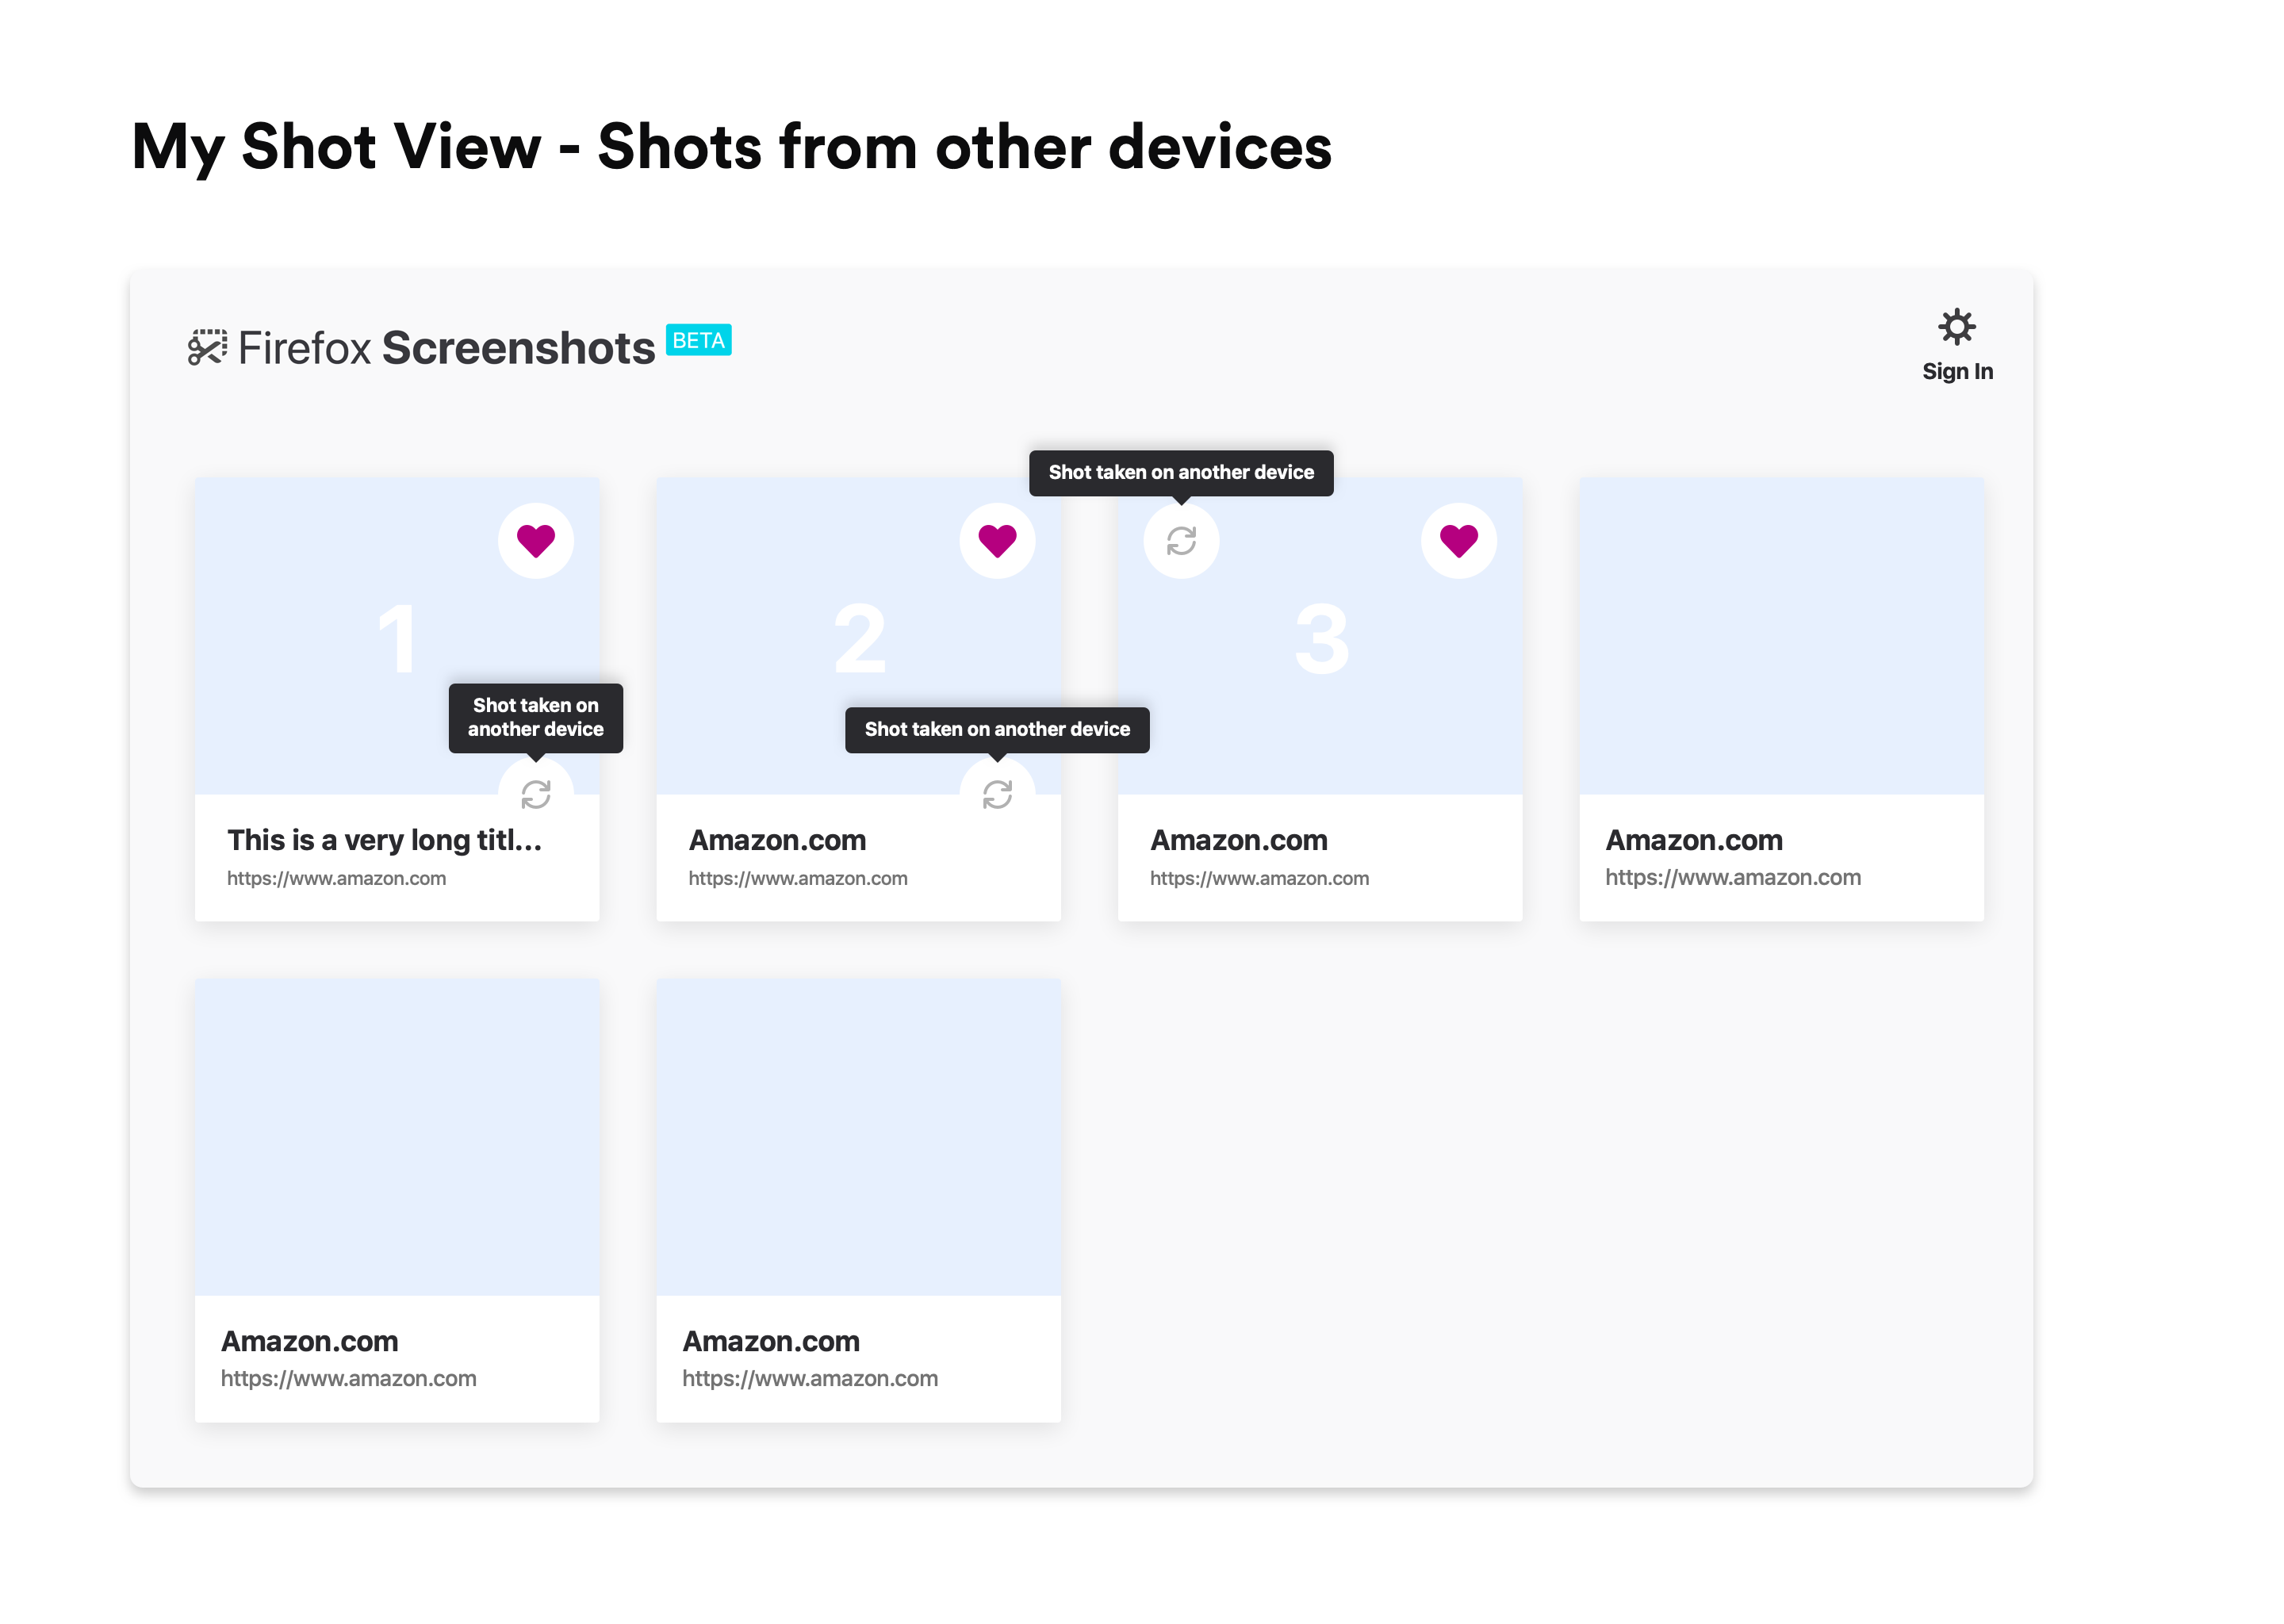 My Shot View - Shots from other devices
Firefox Screenshots BETA
Sign In
Shot taken on another device
1
2
3
Shot taken on
another device
Shot taken on another device
This is a very long titl...
https://www.amazon.com
Amazon.com
https://www.amazon.com
Amazon.com
https://www.amazon.com
Amazon.com
https://www.amazon.com
Amazon.com
https://www.amazon.com
Amazon.com
https://www.amazon.com